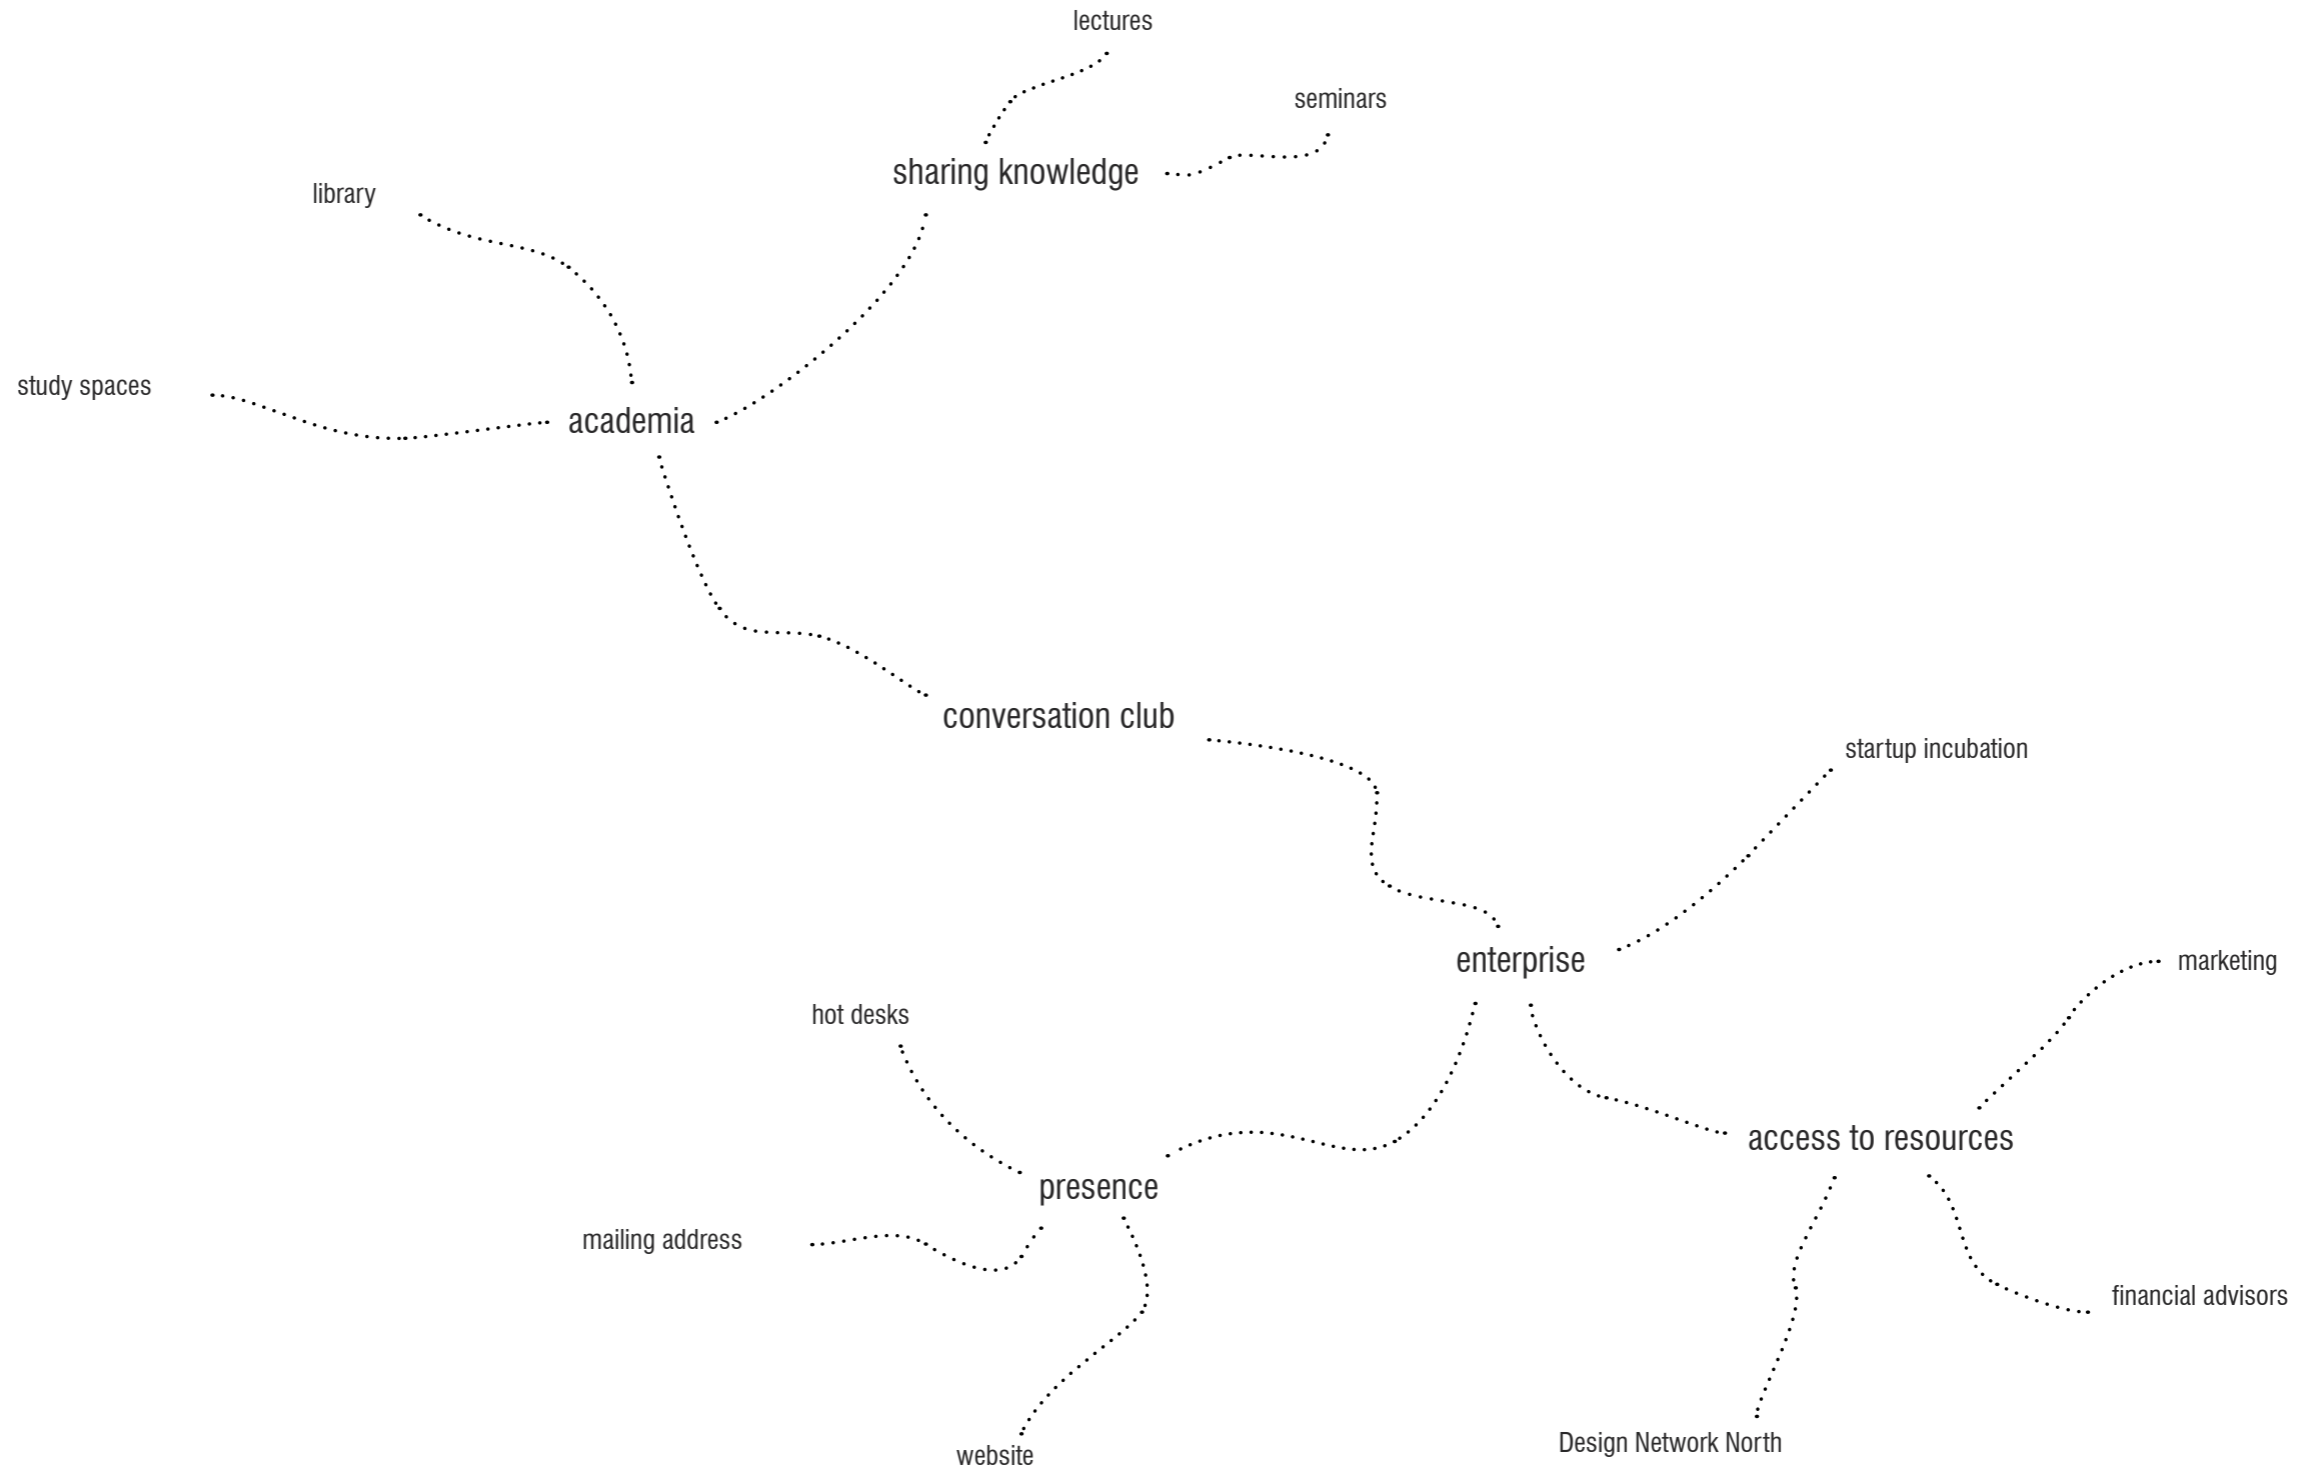 lectures
seminars
sharing knowledge
library
study spaces
academia
conversation club
startup incubation
enterprise
marketing
hot desks
access to resources
presence
mailing address
financial advisors
Design Network North
website